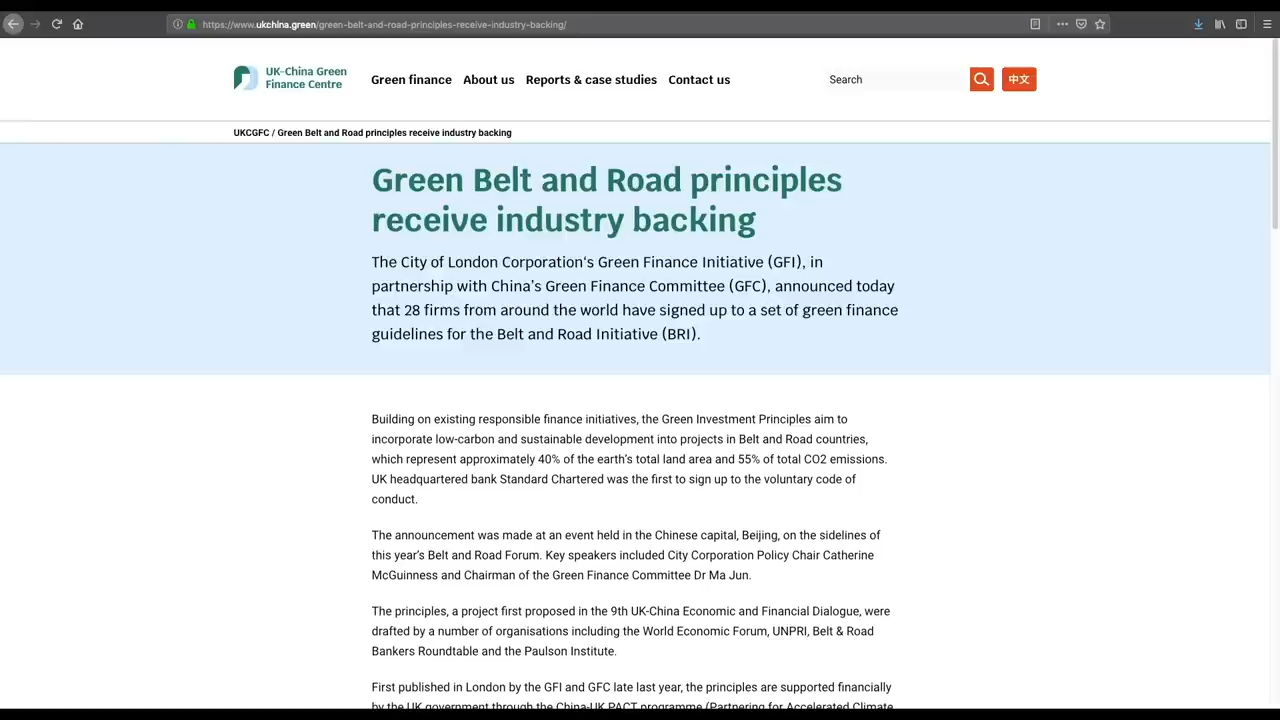 https://www.ukchina.green/green-belt-and-road-principles-receive-industry-backing/
UK-China Green
Finance Centre
Green finance About us Reports & case studies Contact us
Search
中文
UKCGFC / Green Belt and Road principles receive industry backing
Green Belt and Road principles
receive industry backing
The City of London Corporation‘s Green Finance Initiative (GFI), in
partnership with China’s Green Finance Committee (GFC), announced today
that 28 firms from around the world have signed up to a set of green finance
guidelines for the Belt and Road Initiative (BRI).
Building on existing responsible finance initiatives, the Green Investment Principles aim to
incorporate low-carbon and sustainable development into projects in Belt and Road countries,
which represent approximately 40% of the earth’s total land area and 55% of total CO2 emissions.
UK headquartered bank Standard Chartered was the first to sign up to the voluntary code of
conduct.
The announcement was made at an event held in the Chinese capital, Beijing, on the sidelines of
this year’s Belt and Road Forum. Key speakers included City Corporation Policy Chair Catherine
McGuinness and Chairman of the Green Finance Committee Dr Ma Jun.
The principles, a project first proposed in the 9th UK-China Economic and Financial Dialogue, were
drafted by a number of organisations including the World Economic Forum, UNPRI, Belt & Road
Bankers Roundtable and the Paulson Institute.
First published in London by the GFI and GFC late last year, the principles are supported financially
by the UK government through the China-UK PACT programme (Partnering for Accelerated Climate